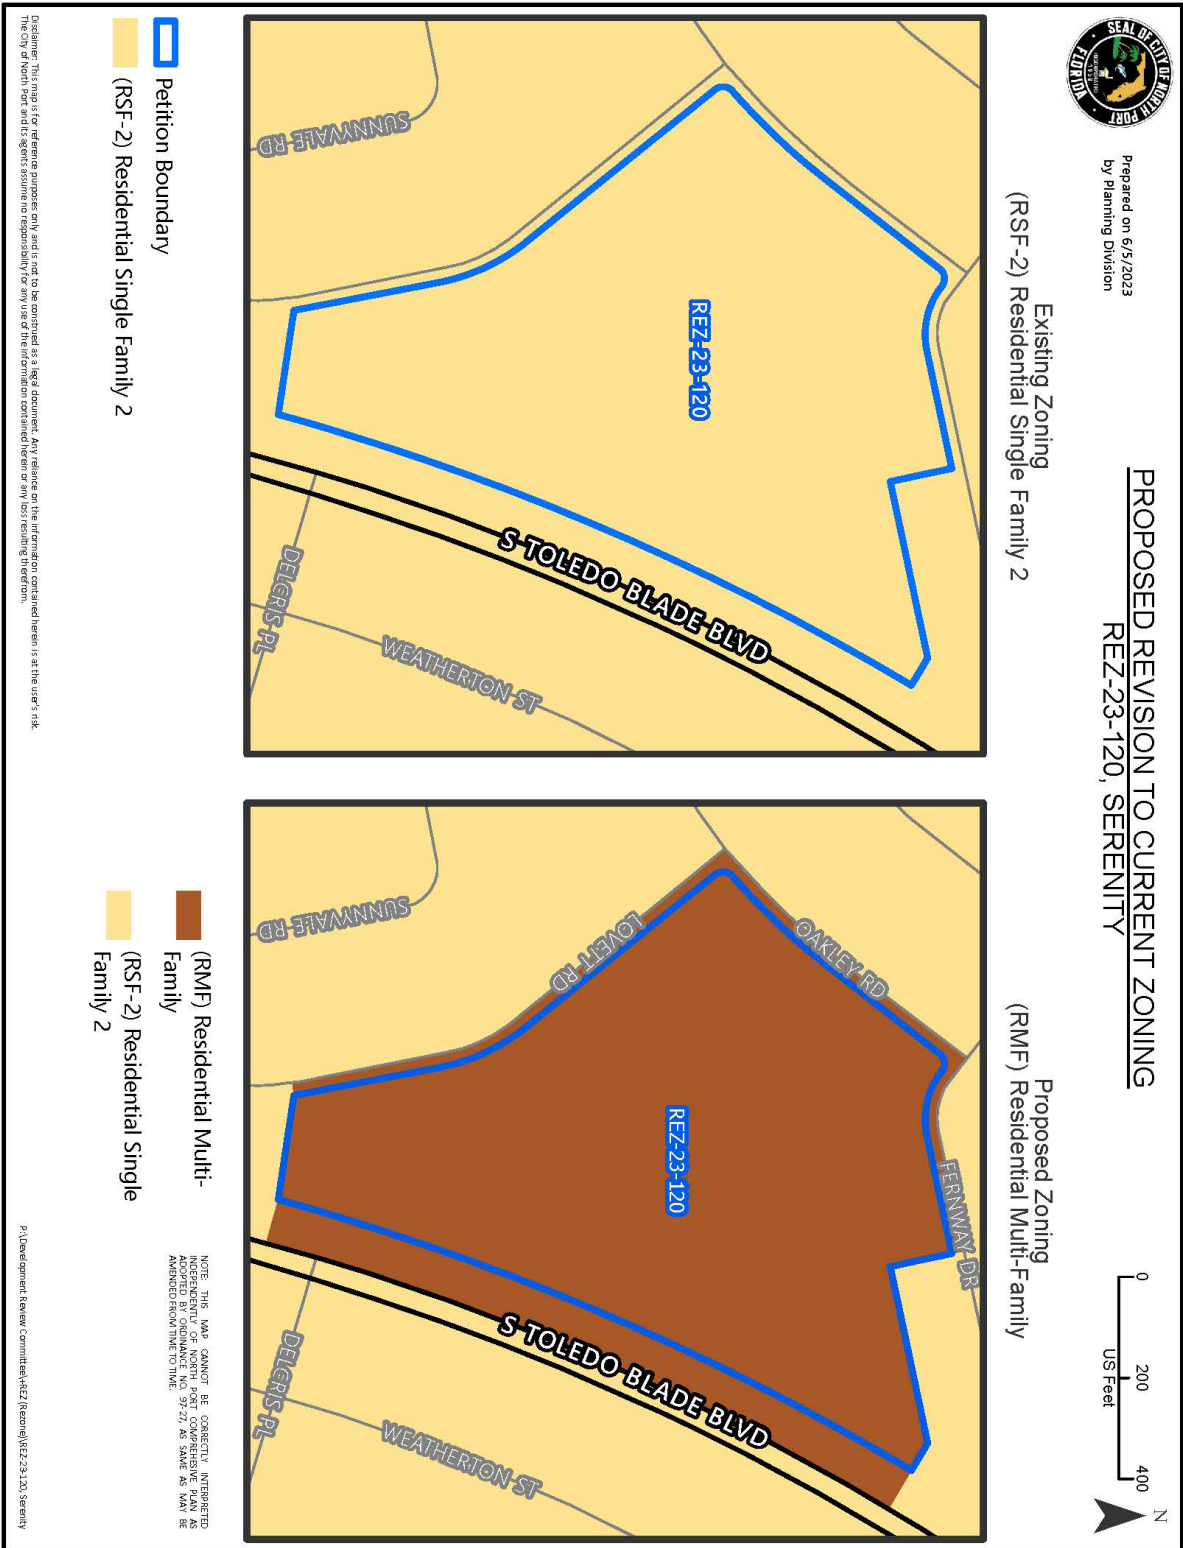 SEAL OF CITY OF NORTH PORT
FLORIDA
Prepared on 6/5/2023
by Planning Division
PROPOSED REVISION TO CURRENT ZONING
REZ-23-120, SERENITY
0 200 400
US Feet
N
Existing Zoning
(RSF-2) Residential Single Family 2
REZ-23-120
SUNNYVALE RD
S TOLEDO BLADE BLVD
DELGRIS PL
WEATHERTON ST
Proposed Zoning
(RMF) Residential Multi-Family
OAKLEY RD
FERNWAY DR
LOVETT RD
REZ-23-120
SUNNYVALE RD
S TOLEDO BLADE BLVD
DELGRIS PL
WEATHERTON ST
Petition Boundary
(RSF-2) Residential Single Family 2
(RMF) Residential Multi-
Family
(RSF-2) Residential Single
Family 2
NOTE: THIS MAP CANNOT BE CORRECTLY INTERPRETED
INDEPENDENTLY OF NORTH PORT COMPREHESIVE PLAN AS
ADOPTED BY ORDINANCE NO. 97-27, AS SAME AS MAY BE
AMENDED FROM TIME TO TIME.
Disclaimer: This map is for reference purposes only and is not to be construed as a legal document. Any reliance on the information contained herein is at the user's risk.
The City of North Port and its agents assume no responsibility for any use of the information contained herein or any loss resulting therefrom.
P:\Development Review Committee\+REZ (Rezone)\REZ-23-120, Serenity